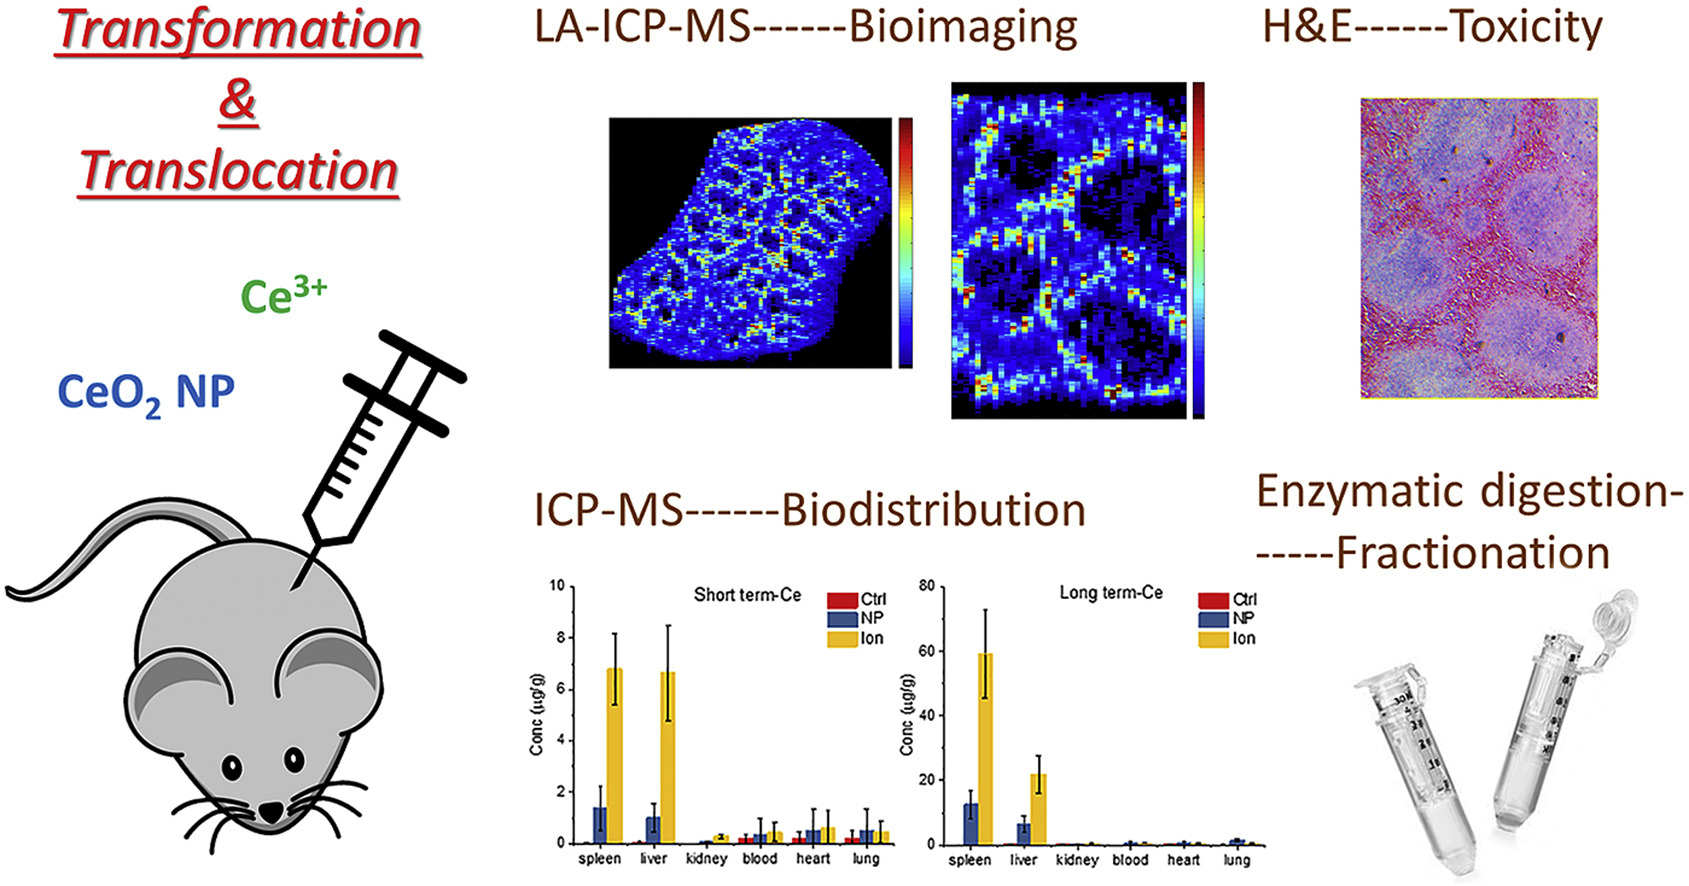 Transformation
&
Translocation
Ce3+
CeO2 NP
LA-ICP-MS------Bioimaging
H&E------Toxicity
ICP-MS------Biodistribution
Short term-Ce
Ctrl
NP
Ion
Conc (µg/g)
10
8
6
4
2
0
spleen liver kidney blood heart lung
Long term-Ce
Ctrl
NP
Ion
Conc (µg/g)
80
60
40
20
0
spleen liver kidney blood heart lung
Enzymatic digestion-
-----Fractionation